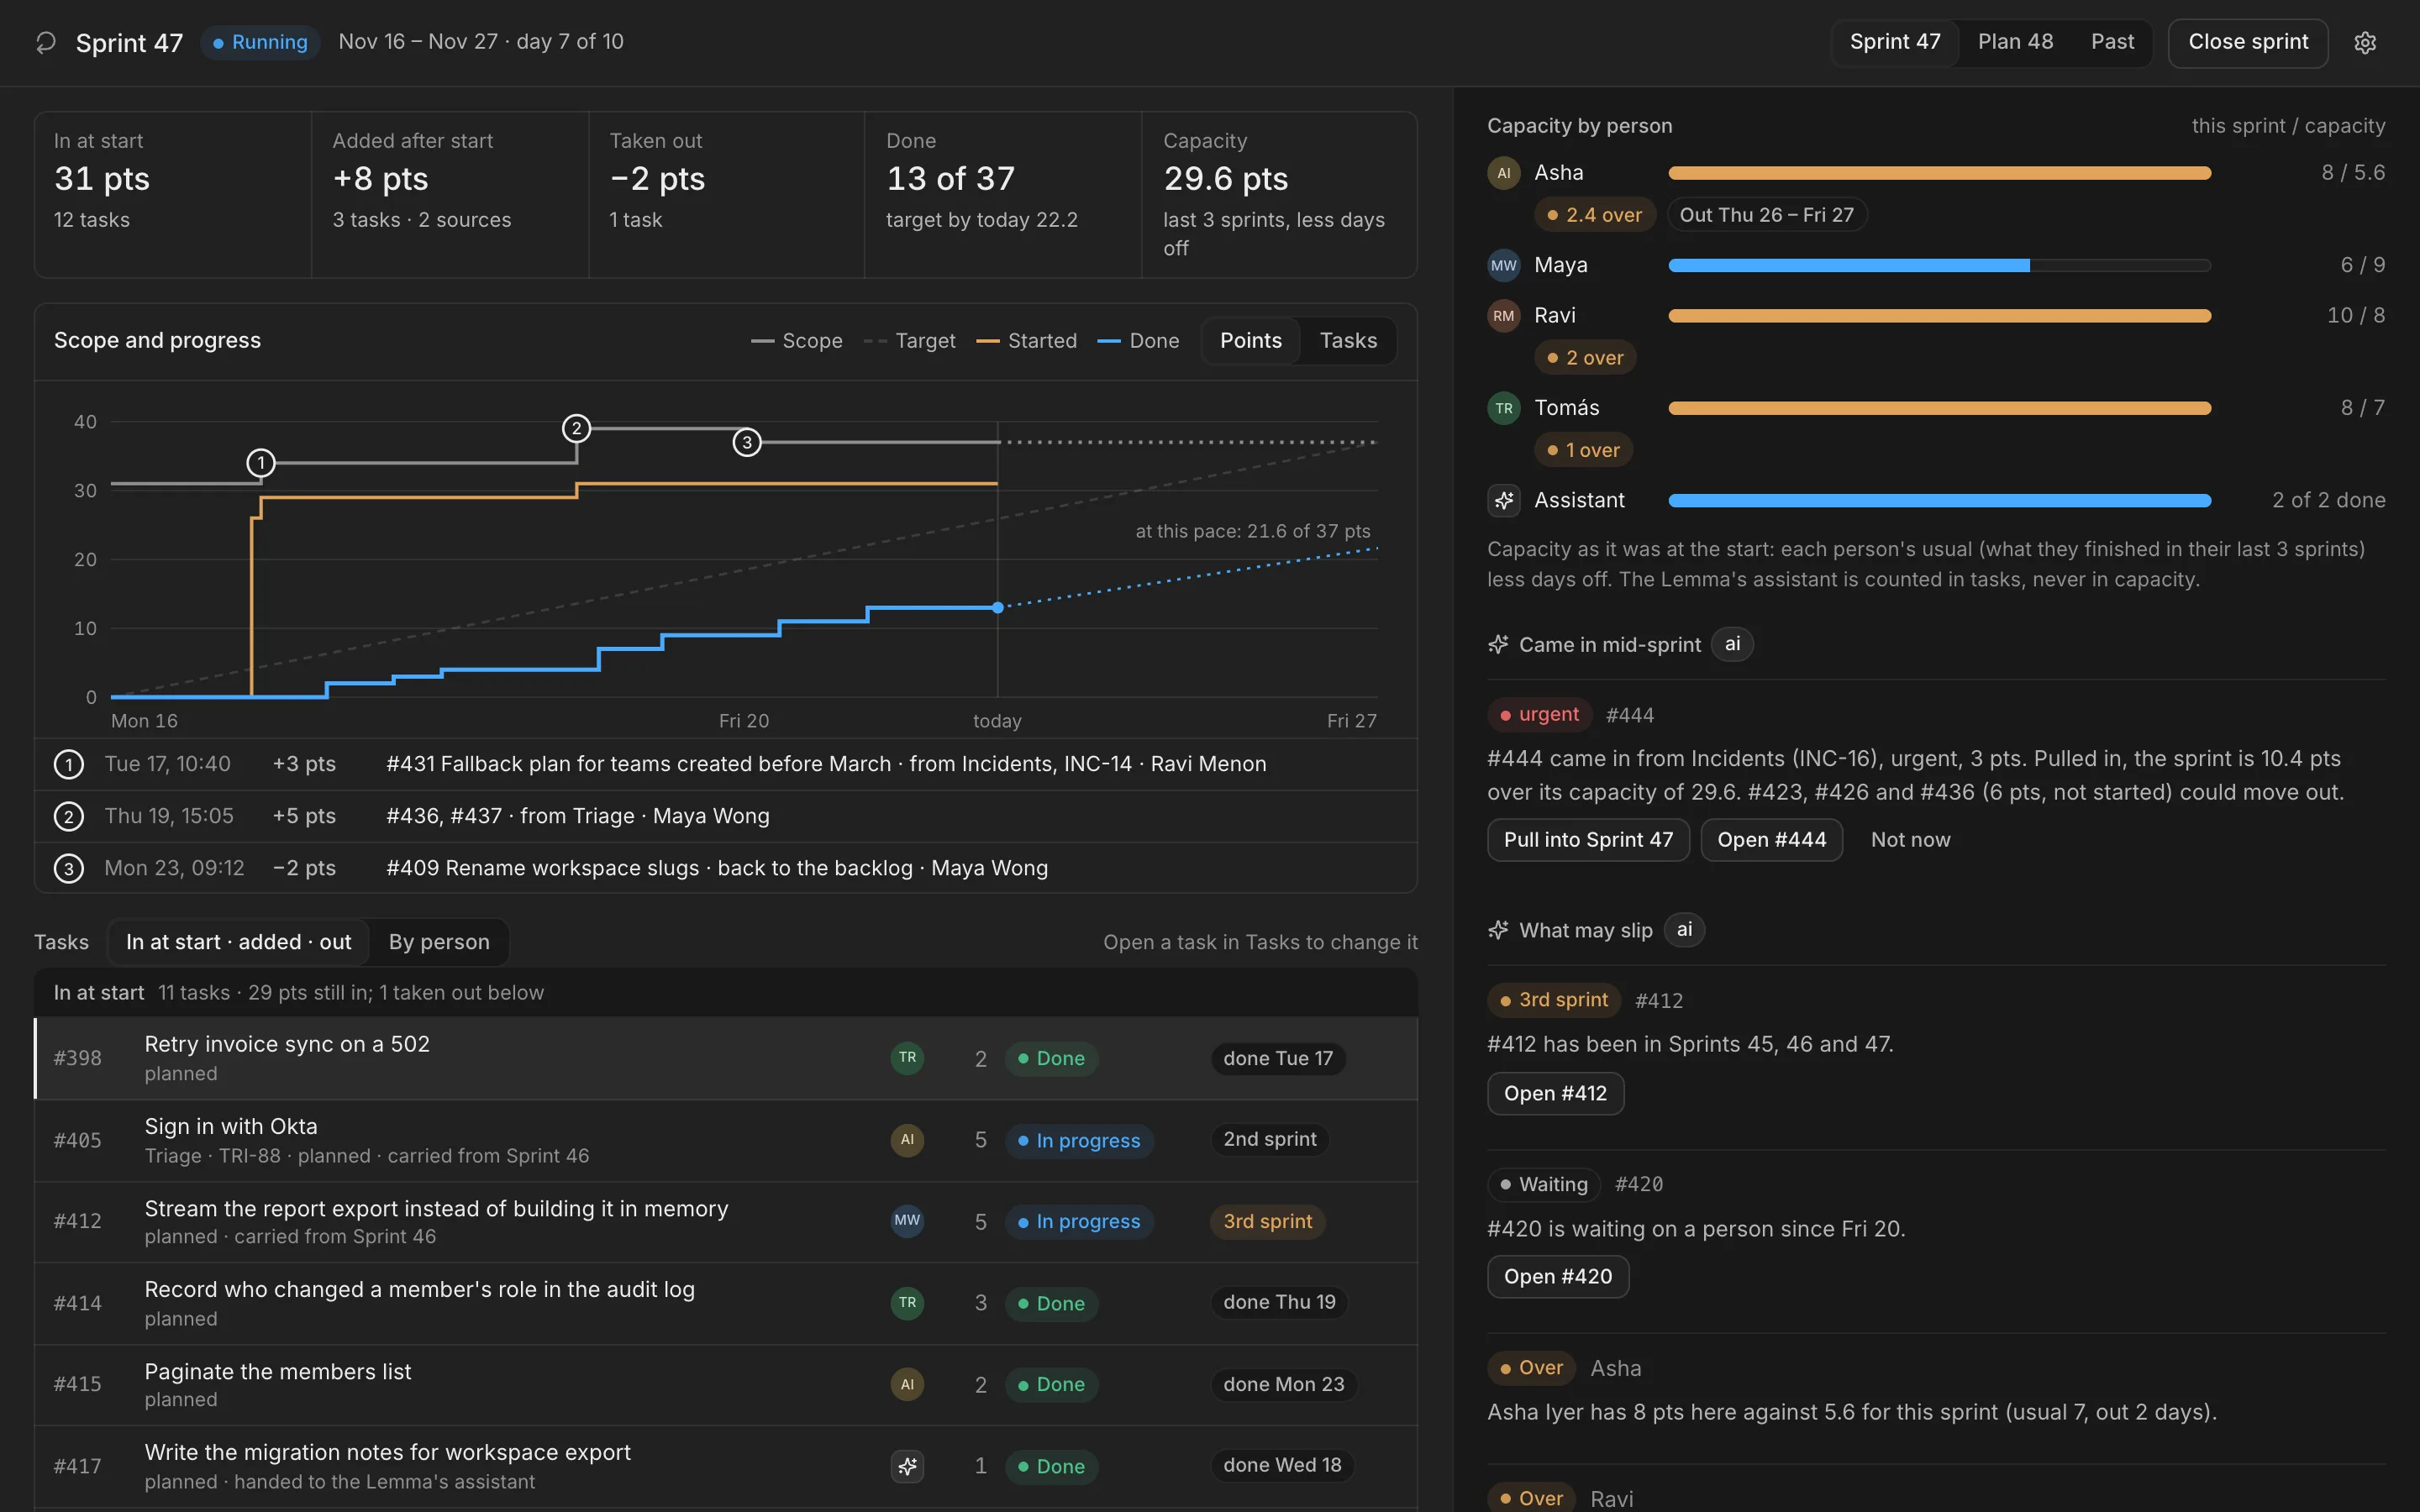 Sprint 47
Running
Nov 16 – Nov 27 · day 7 of 10
Sprint 47
Plan 48
Past
Close sprint
In at start
31 pts
12 tasks
Added after start
+8 pts
3 tasks · 2 sources
Taken out
−2 pts
1 task
Done
13 of 37
target by today 22.2
Capacity
29.6 pts
last 3 sprints, less days
off
Scope and progress
Scope
Target
Started
Done
Points
Tasks
40
30
20
10
0
1
2
3
at this pace: 21.6 of 37 pts
Mon 16
Fri 20
today
Fri 27
1 Tue 17, 10:40 +3 pts #431 Fallback plan for teams created before March · from Incidents, INC-14 · Ravi Menon
2 Thu 19, 15:05 +5 pts #436, #437 · from Triage · Maya Wong
3 Mon 23, 09:12 −2 pts #409 Rename workspace slugs · back to the backlog · Maya Wong
Tasks
In at start · added · out
By person
Open a task in Tasks to change it
In at start 11 tasks · 29 pts still in; 1 taken out below
#398 Retry invoice sync on a 502 TR 2 Done done Tue 17
planned
#405 Sign in with Okta AI 5 In progress 2nd sprint
Triage · TRI-88 · planned · carried from Sprint 46
#412 Stream the report export instead of building it in memory MW 5 In progress 3rd sprint
planned · carried from Sprint 46
#414 Record who changed a member's role in the audit log TR 3 Done done Thu 19
planned
#415 Paginate the members list AI 2 Done done Mon 23
planned
#417 Write the migration notes for workspace export 1 Done done Wed 18
planned · handed to the Lemma's assistant
Capacity by person
this sprint / capacity
AI Asha 8 / 5.6
2.4 over
Out Thu 26 – Fri 27
MW Maya 6 / 9
RM Ravi 10 / 8
2 over
TR Tomás 8 / 7
1 over
Assistant 2 of 2 done
Capacity as it was at the start: each person's usual (what they finished in their last 3 sprints)
less days off. The Lemma's assistant is counted in tasks, never in capacity.
Came in mid-sprint ai
urgent #444
#444 came in from Incidents (INC-16), urgent, 3 pts. Pulled in, the sprint is 10.4 pts
over its capacity of 29.6. #423, #426 and #436 (6 pts, not started) could move out.
Pull into Sprint 47
Open #444
Not now
What may slip ai
3rd sprint #412
#412 has been in Sprints 45, 46 and 47.
Open #412
Waiting #420
#420 is waiting on a person since Fri 20.
Open #420
Over Asha
Asha Iyer has 8 pts here against 5.6 for this sprint (usual 7, out 2 days).
Over Ravi